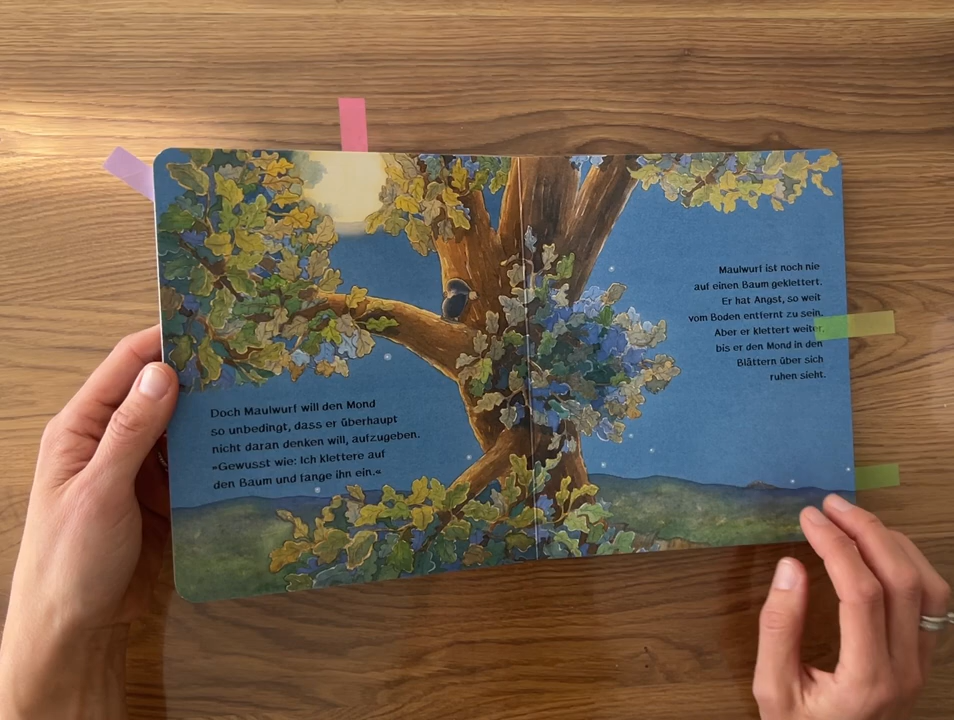 Doch Maulwurf will den Mond
so unbedingt, dass er überhaupt
nicht daran denken will, aufzugeben.
»Gewusst wie: Ich klettere auf
den Baum und fange ihn ein.«
Maulwurf ist noch nie
auf einen Baum geklettert.
Er hat Angst, so weit
vom Boden entfernt zu sein.
Aber er klettert weiter,
bis er den Mond in den
Blättern über sich
ruhen sieht.